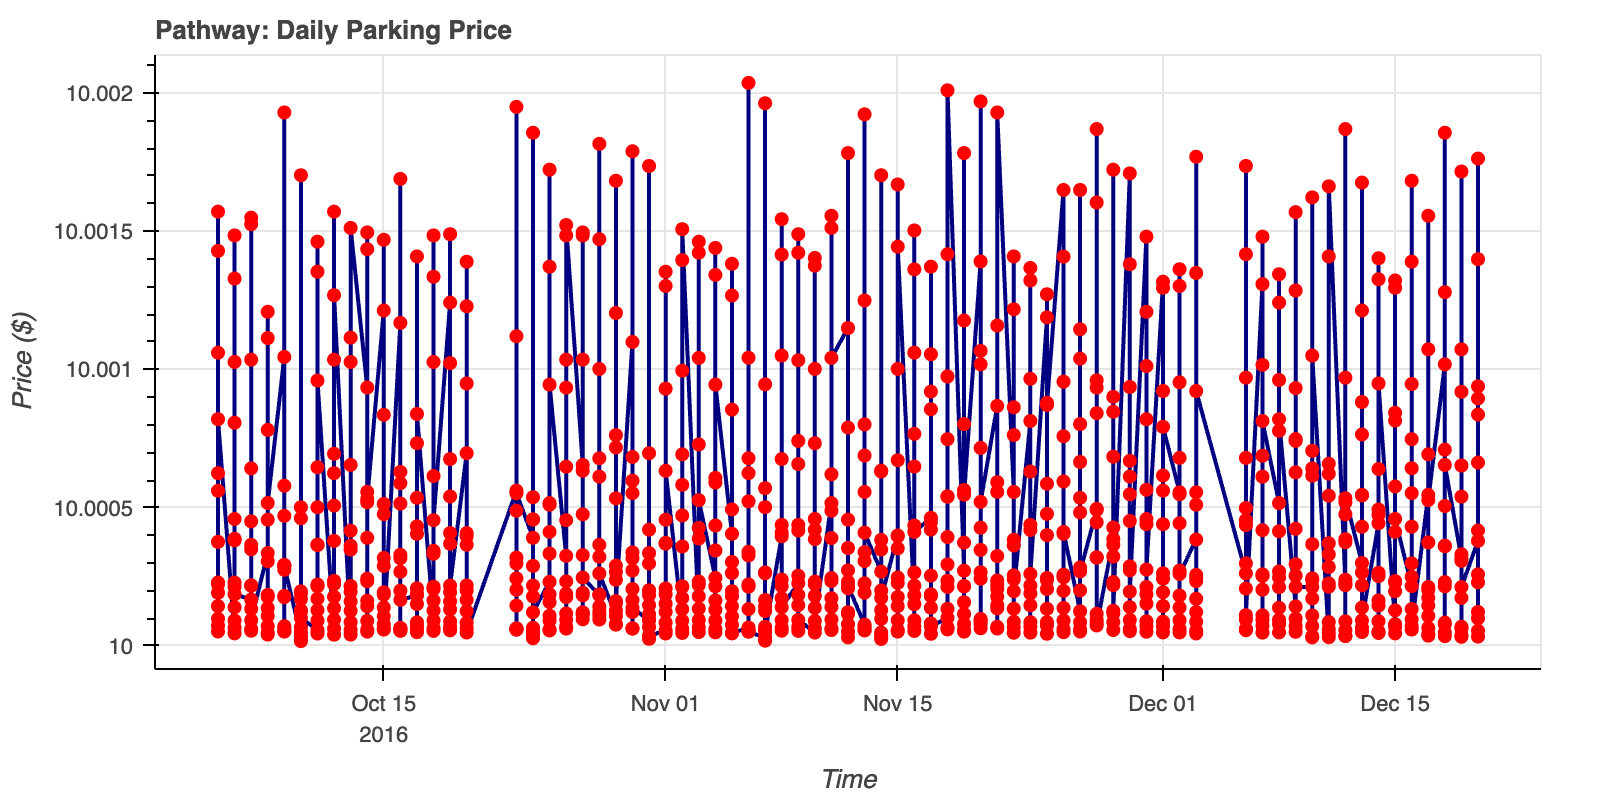 Pathway: Daily Parking Price
10.002
10.0015
10.001
10.0005
10
Price ($)
Oct 15
2016
Nov 01
Nov 15
Dec 01
Dec 15
Time